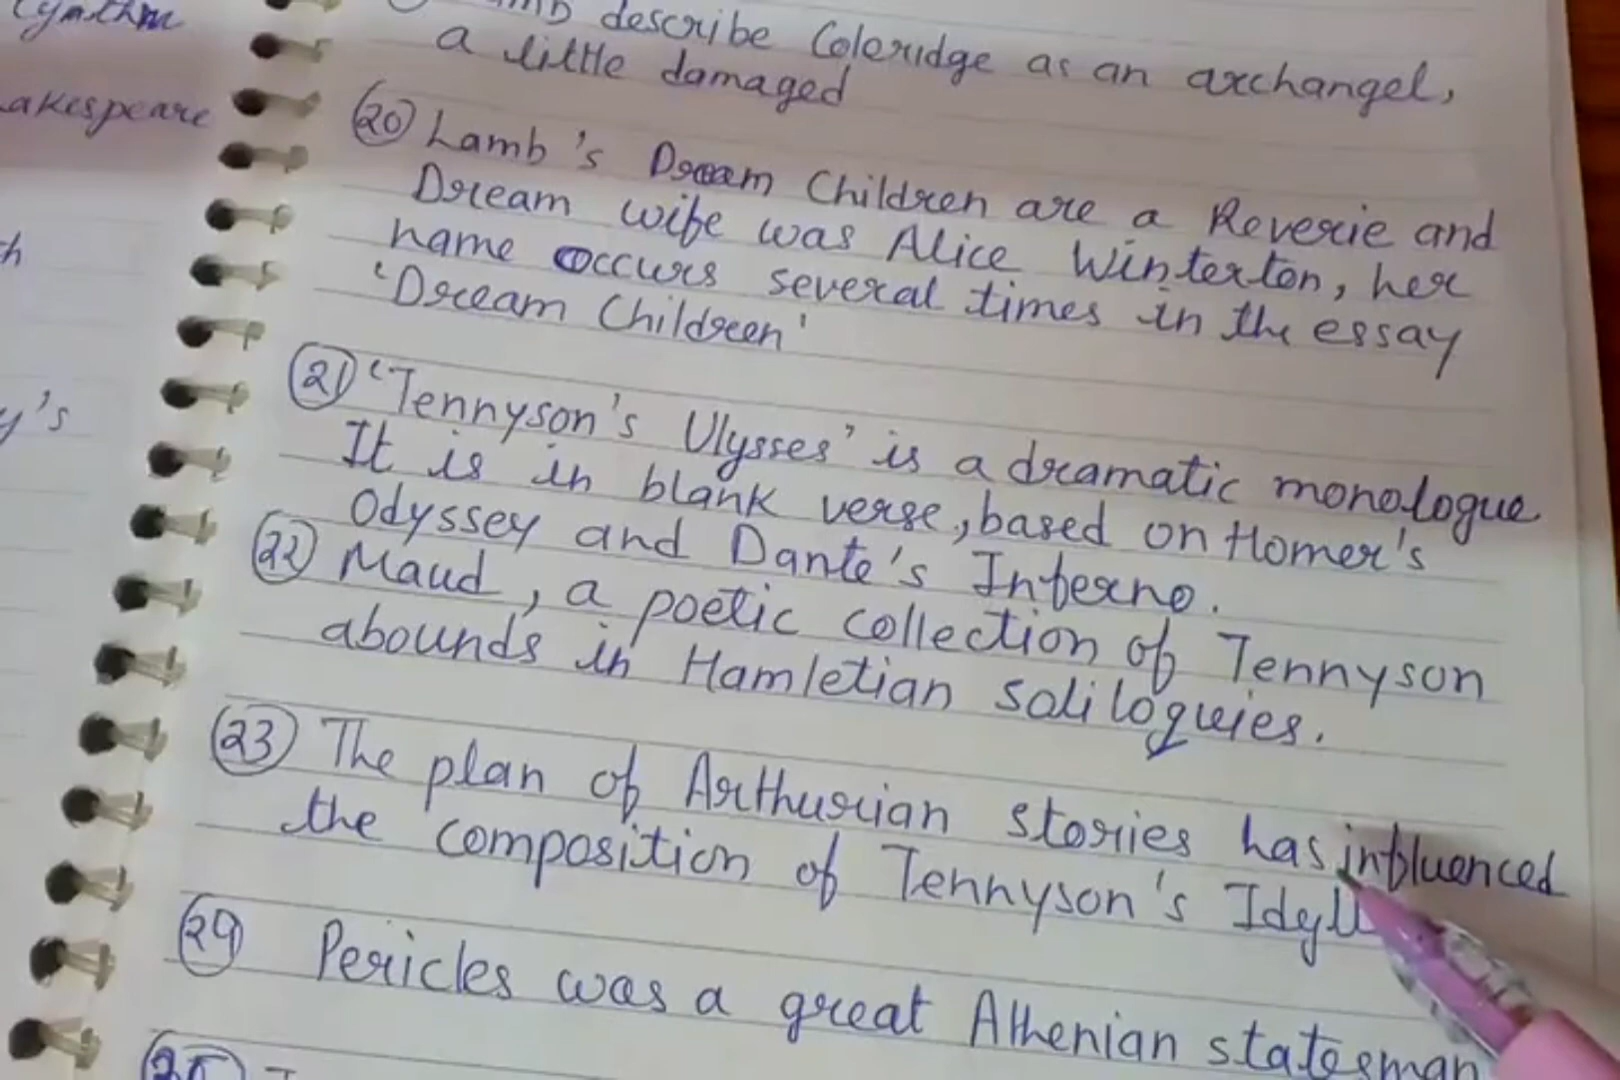 describe Coleridge as an archangel,
a little damaged
20 Lamb's Dream Children are a Reverie and
Dream wife was Alice Winterton, her
name occurs several times in the essay
'Dream Children'
21 'Tennyson's Ulysses' is a dramatic monologue
It is in blank verse, based on Homer's
Odyssey and Dante's Inferno.
22 Maud, a poetic collection of Tennyson
abounds in Hamletian soliloquies.
23 The plan of Arthurian stories has influenced
the composition of Tennyson's Idyll
Pericles was a great Athenian statesman
25
akespeare
y's